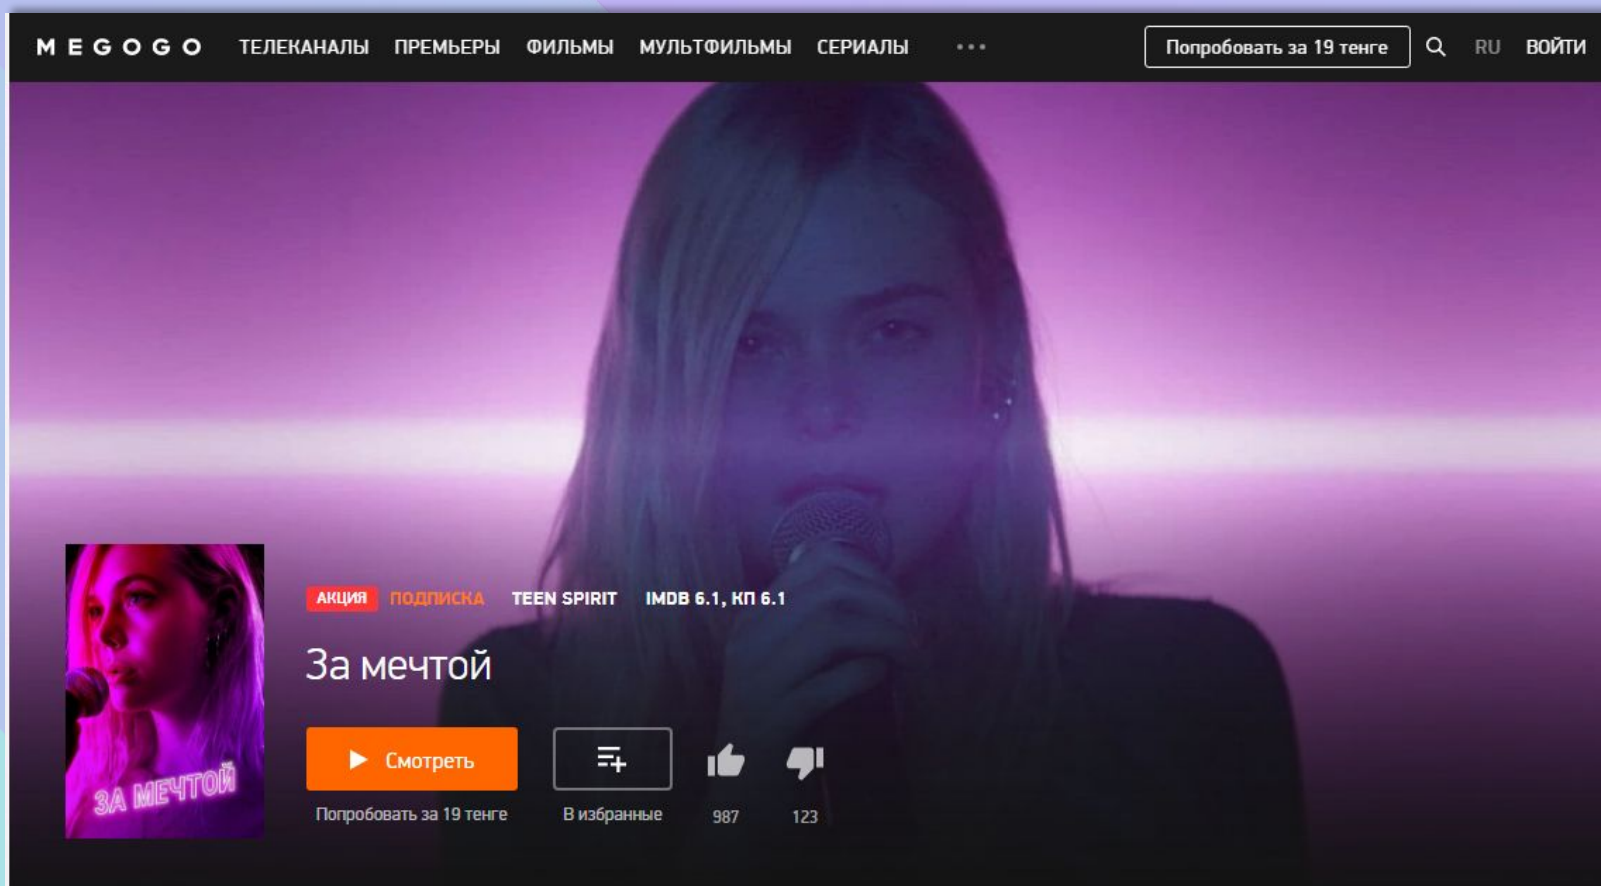 MEGOGO ТЕЛЕКАНАЛЫ ПРЕМЬЕРЫ ФИЛЬМЫ МУЛЬТФИЛЬМЫ СЕРИАЛЫ ••• Попробовать за 19 тенге RU ВОЙТИ
АКЦИЯ ПОДПИСКА TEEN SPIRIT IMDB 6.1, КП 6.1
За мечтой
Смотреть
Попробовать за 19 тенге В избранные 987 123
ЗА МЕЧТОЙ